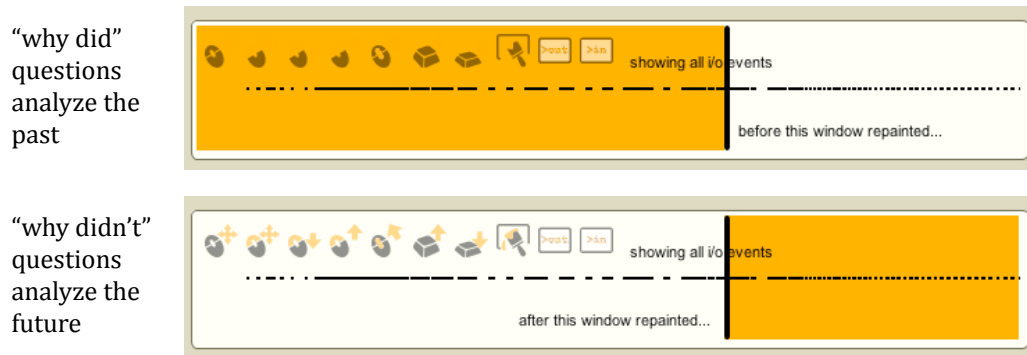 “why did”
questions
analyze the
past
>out >in
showing all i/o events
before this window repainted...
“why didn’t”
questions
analyze the
future
>out >in
showing all i/o events
after this window repainted...